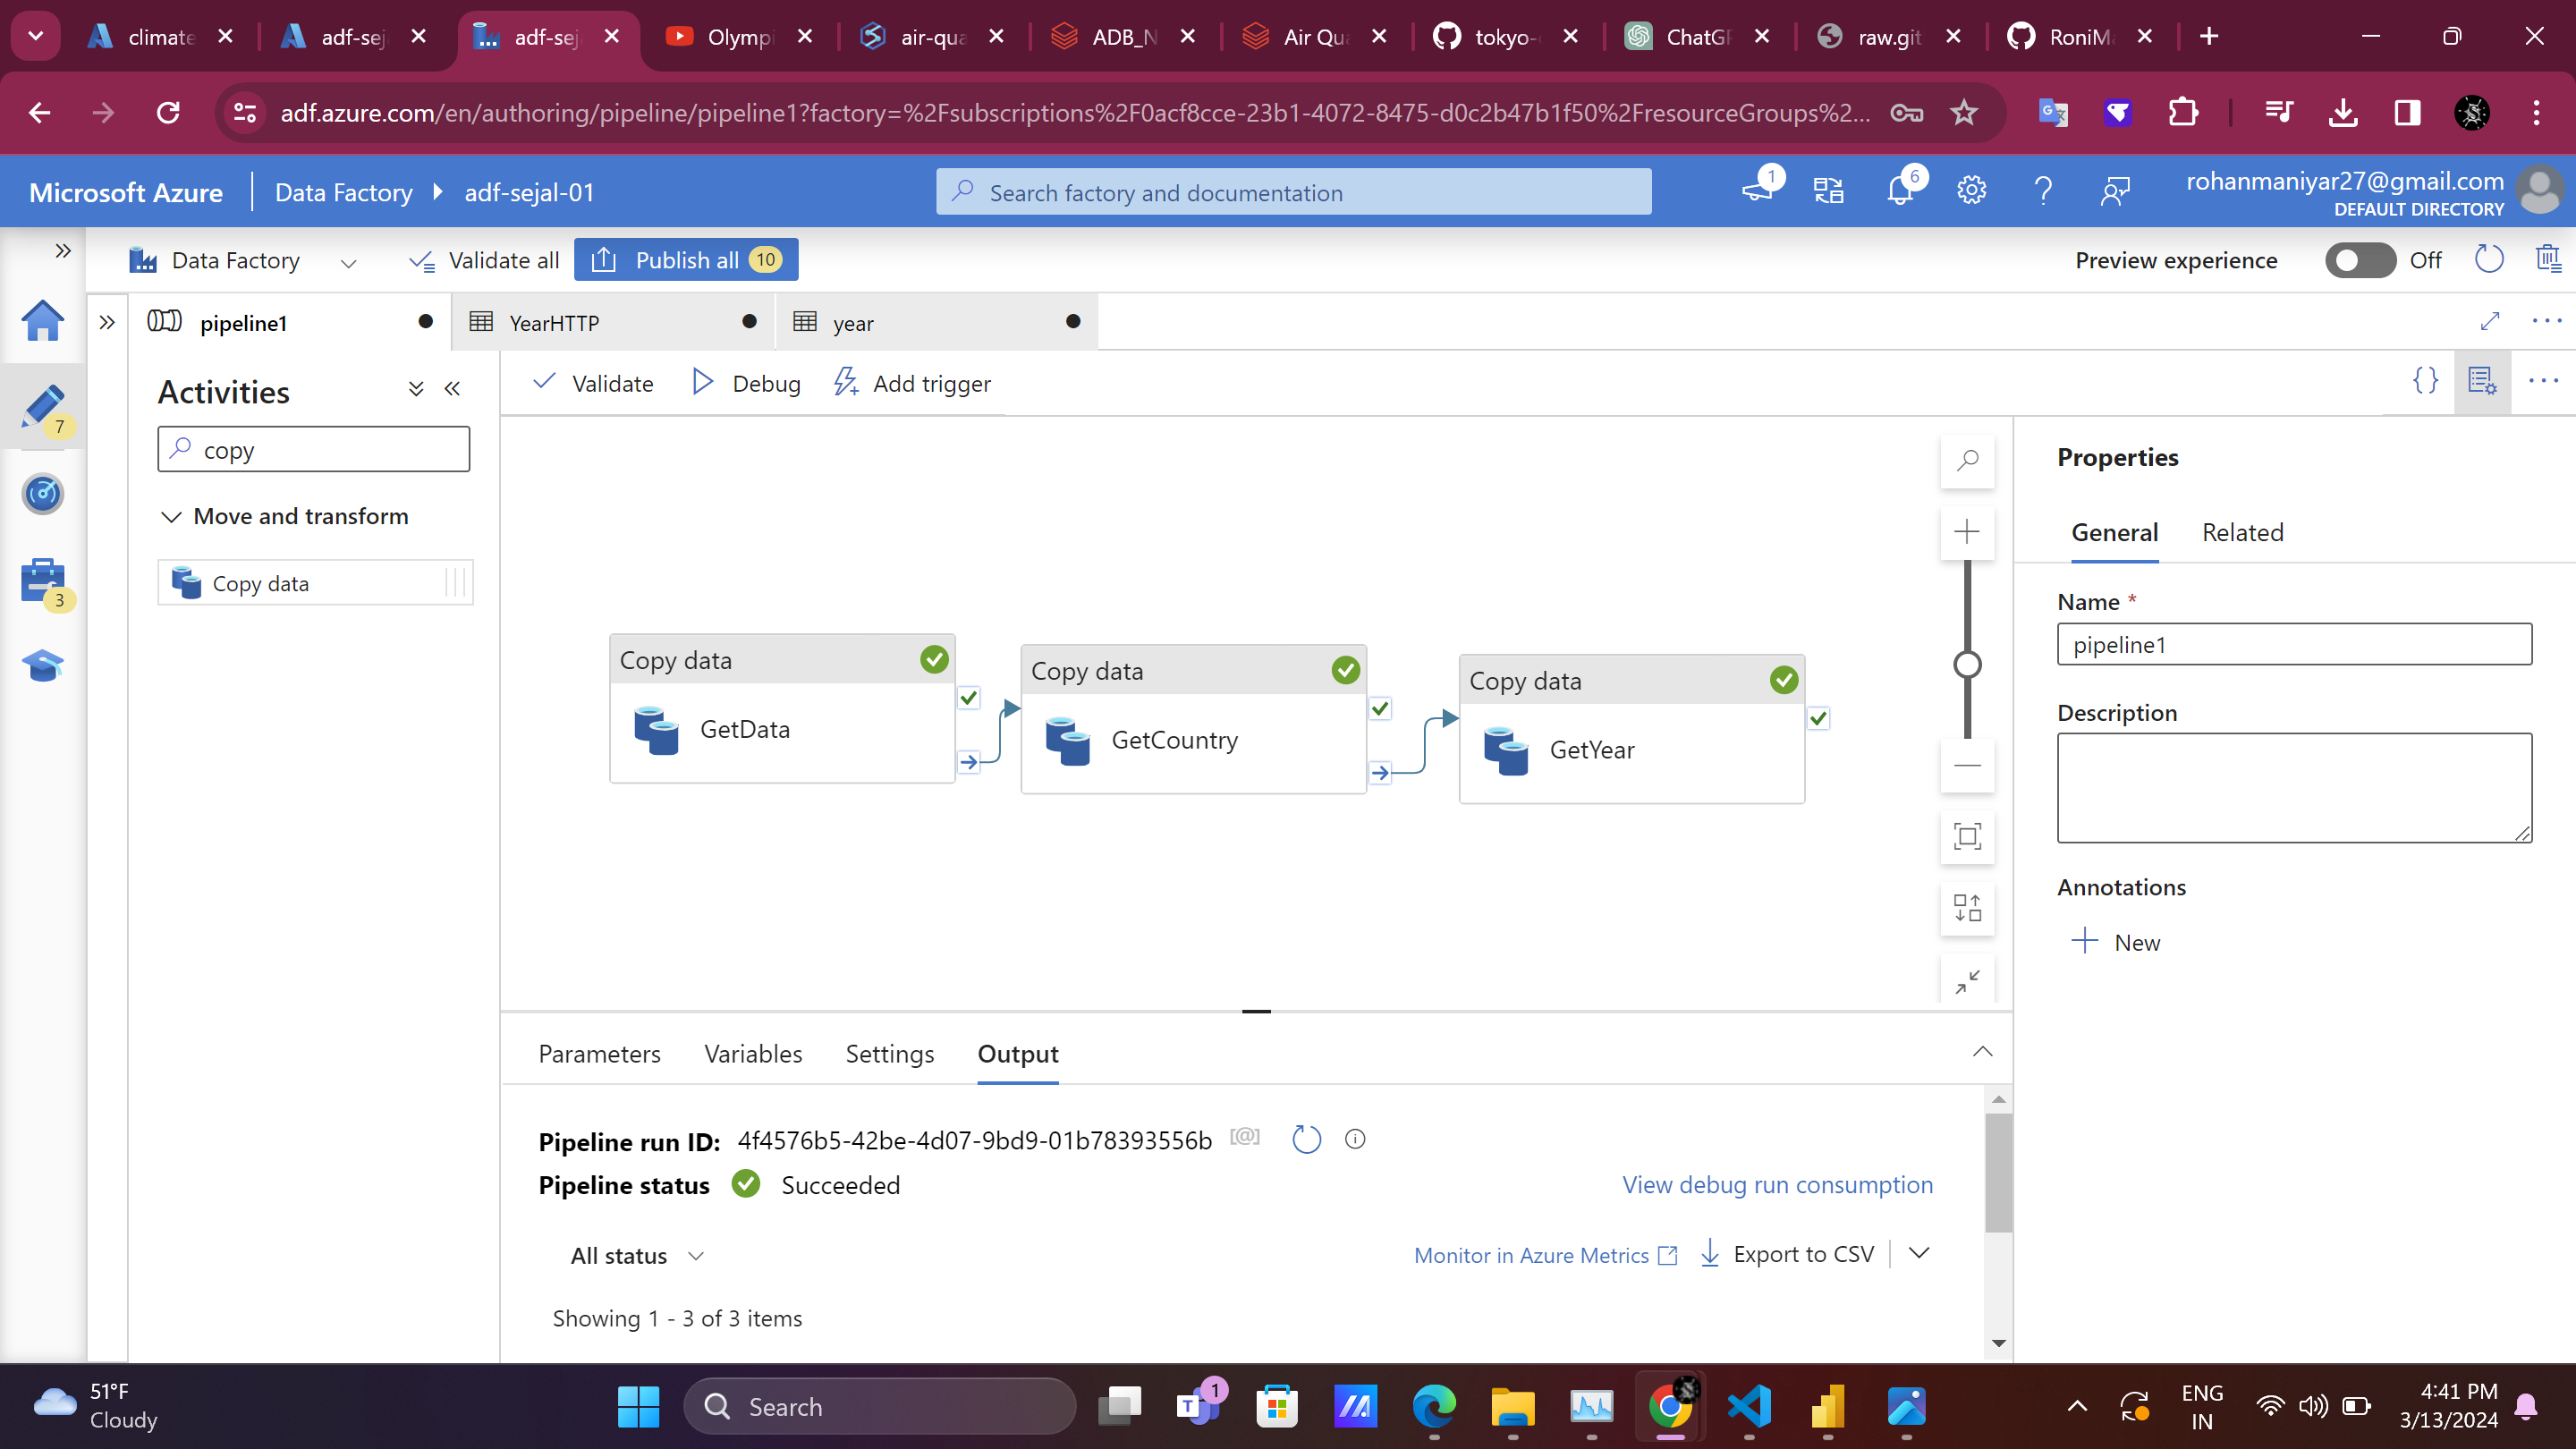 climate
adf-sej
adf-sej
Olympi
air-qua
ADB_N
Air Qua
tokyo-
ChatGP
raw.git
RoniMa
adf.azure.com/en/authoring/pipeline/pipeline1?factory=%2Fsubscriptions%2F0acf8cce-23b1-4072-8475-d0c2b47b1f50%2FresourceGroups%2...
Microsoft Azure
Data Factory
adf-sejal-01
Search factory and documentation
1
6
rohanmaniyar27@gmail.com
DEFAULT DIRECTORY
Data Factory
Validate all
Publish all 10
Preview experience
Off
pipeline1
YearHTTP
year
7
3
Activities
copy
Move and transform
Copy data
Validate
Debug
Add trigger
Copy data
GetData
Copy data
GetCountry
Copy data
GetYear
Properties
General
Related
Name *
pipeline1
Description
Annotations
New
Parameters
Variables
Settings
Output
Pipeline run ID: 4f4576b5-42be-4d07-9bd9-01b78393556b [@]
Pipeline status Succeeded
View debug run consumption
All status
Monitor in Azure Metrics
Export to CSV
Showing 1 - 3 of 3 items
51°F
Cloudy
Search
1
ENG
IN
4:41 PM
3/13/2024